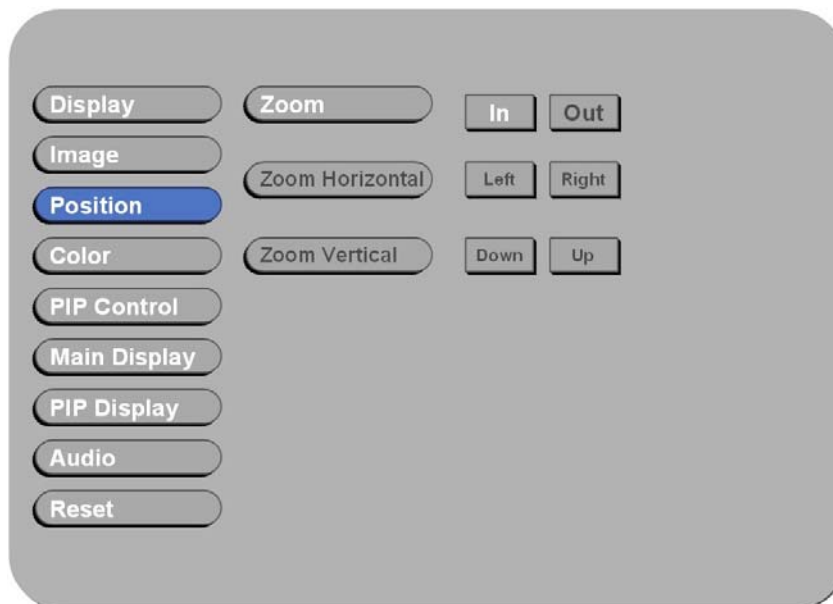 Display
Zoom
In
Out
Image
Zoom Horizontal
Left
Right
Position
Color
Zoom Vertical
Down
Up
PIP Control
Main Display
PIP Display
Audio
Reset